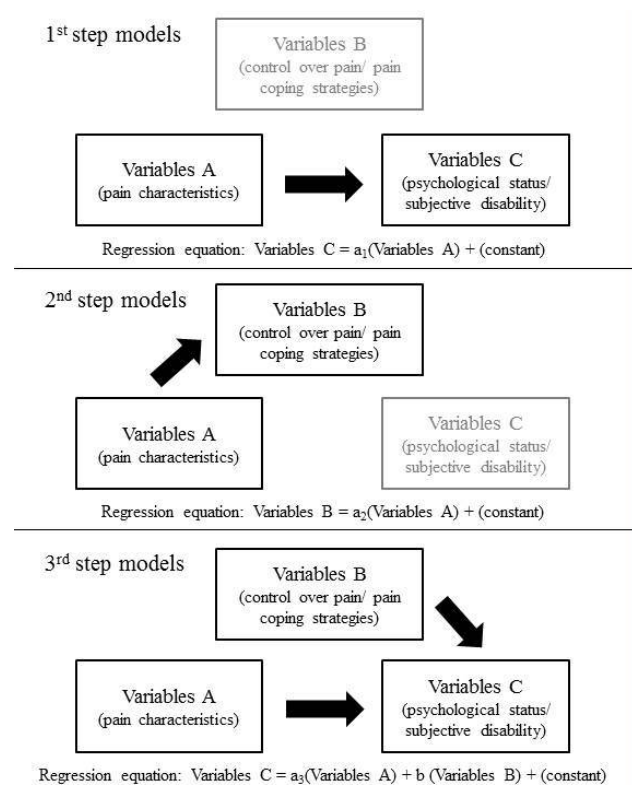 1st step models
Variables B
(control over pain/ pain
coping strategies)
Variables A
(pain characteristics)
Variables C
(psychological status/
subjective disability)
Regression equation: Variables C = a1(Variables A) + (constant)
2nd step models
Variables B
(control over pain/ pain
coping strategies)
Variables A
(pain characteristics)
Variables C
(psychological status/
subjective disability)
Regression equation: Variables B = a2(Variables A) + (constant)
3rd step models
Variables B
(control over pain/ pain
coping strategies)
Variables A
(pain characteristics)
Variables C
(psychological status/
subjective disability)
Regression equation: Variables C = a3(Variables A) + b (Variables B) + (constant)